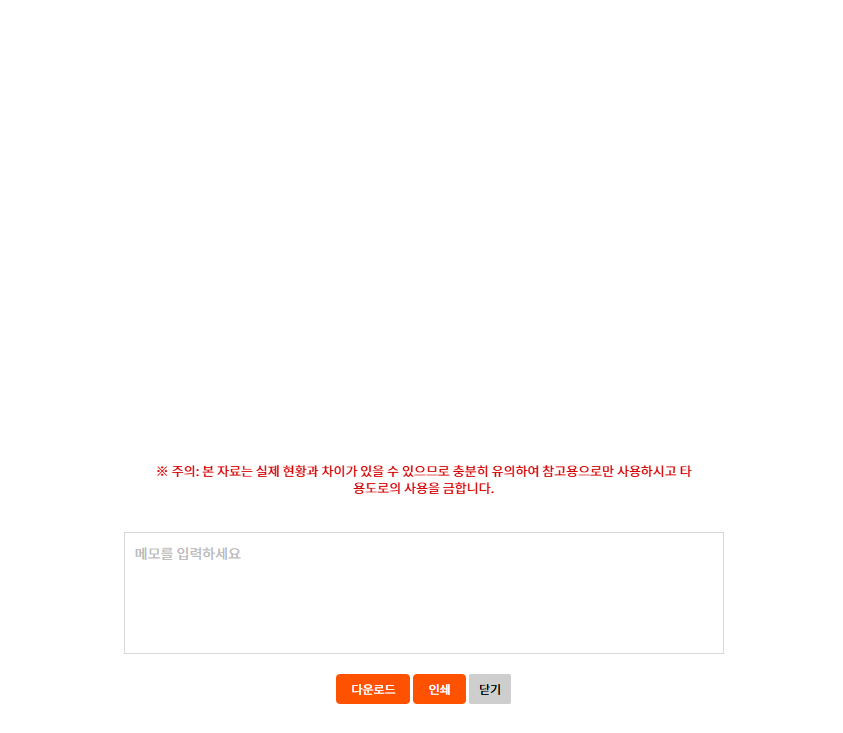 ※ 주의: 본 자료는 실제 현황과 차이가 있을 수 있으므로 충분히 유의하여 참고용으로만 사용하시고 타
용도로의 사용을 금합니다.
메모를 입력하세요
다운로드 인쇄 닫기